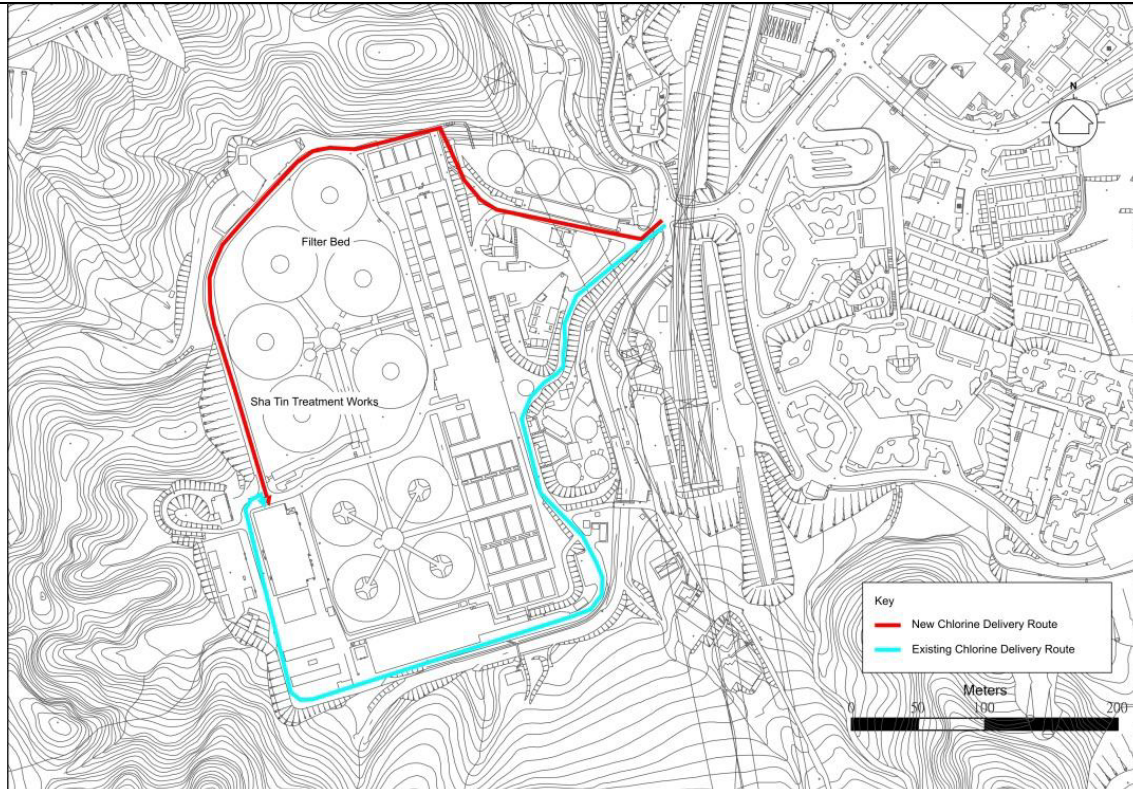 N
Filter Bed
Sha Tin Treatment Works
Key
New Chlorine Delivery Route
Existing Chlorine Delivery Route
Meters
0 50 100 200